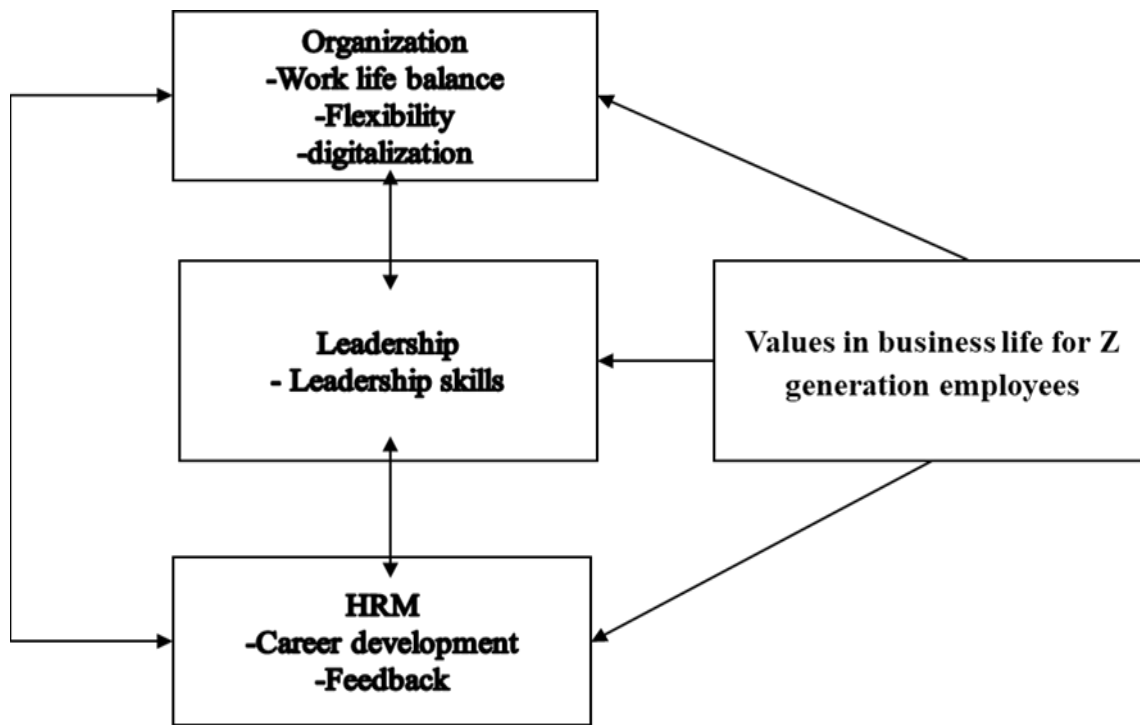 Organization
-Work life balance
-Flexibility
-digitalization
Leadership
- Leadership skills
Values in business life for Z
generation employees
HRM
-Career development
-Feedback